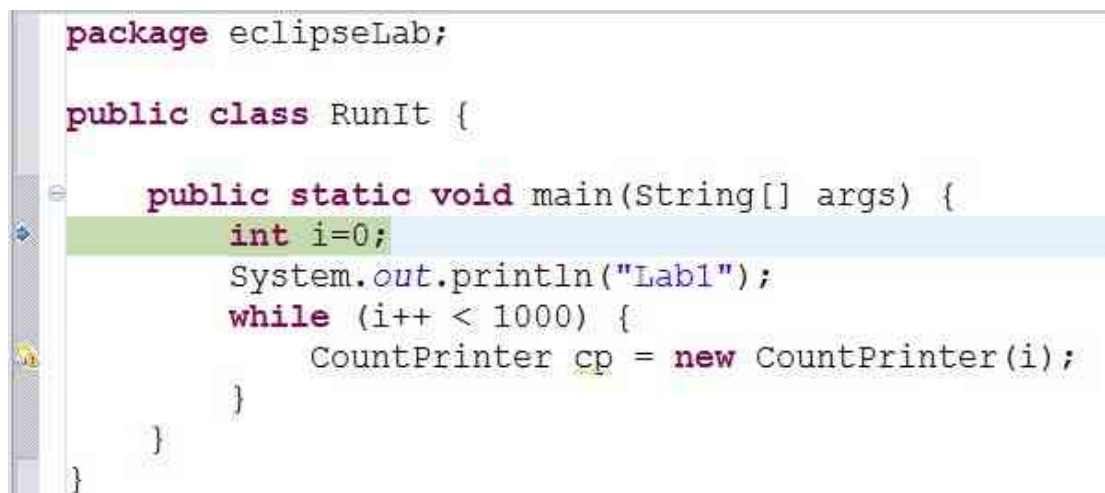 package eclipseLab;
public class RunIt {
public static void main(String[] args) {
int i=0;
System.out.println("Lab1");
while (i++ < 1000) {
CountPrinter cp = new CountPrinter(i);
}
}
}